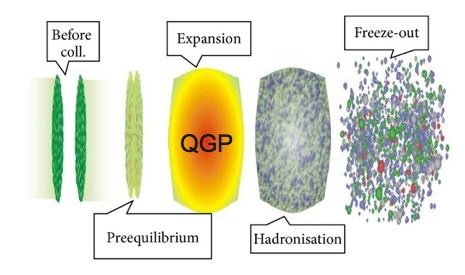 Before
coll.
Expansion
Freeze-out
QGP
Preequilibrium
Hadronisation